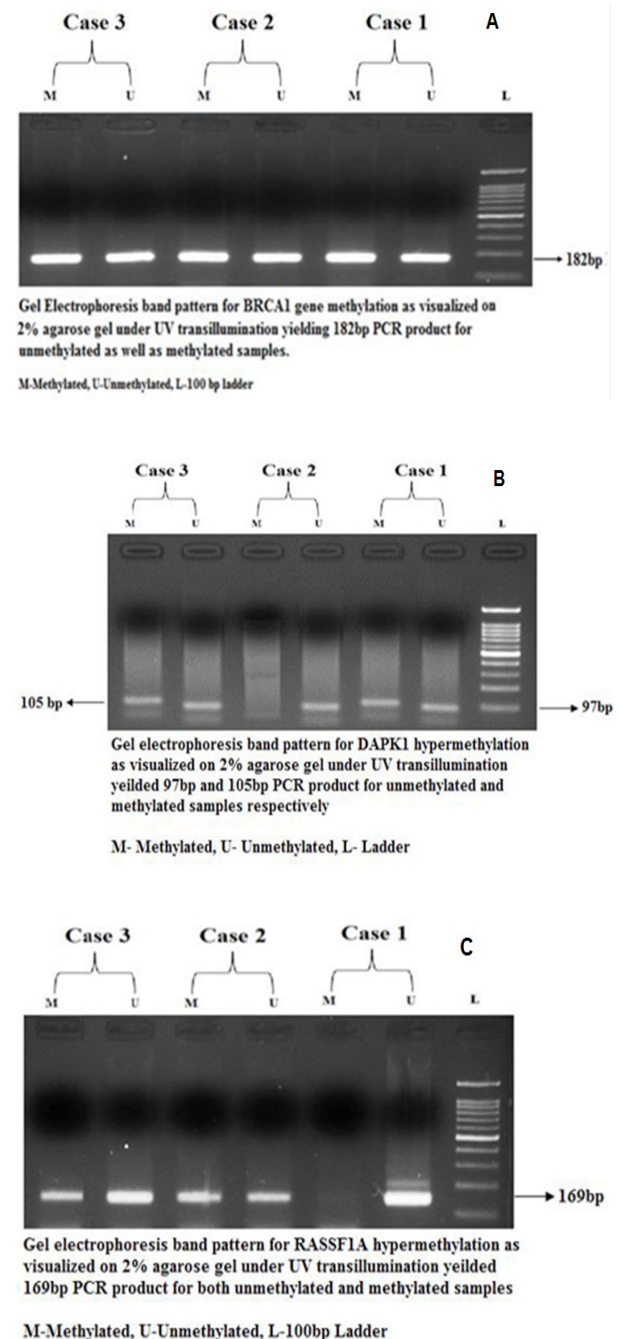 Case 3 Case 2 Case 1 A
M U M U M U L
182bp
Gel Electrophoresis band pattern for BRCA1 gene methylation as visualized on
2% agarose gel under UV transillumination yielding 182bp PCR product for
unmethylated as well as methylated samples.
M-Methylated, U-Unmethylated, L-100 bp ladder
Case 3 Case 2 Case 1 B
M U M U M U L
105 bp 97bp
Gel electrophoresis band pattern for DAPK1 hypermethylation
as visualized on 2% agarose gel under UV transillumination
yeilded 97bp and 105bp PCR product for unmethylated and
methylated samples respectively
M- Methylated, U- Unmethylated, L- Ladder
Case 3 Case 2 Case 1 C
M U M U M U L
169bp
Gel electrophoresis band pattern for RASSF1A hypermethylation as
visualized on 2% agarose gel under UV transillumination yeilded
169bp PCR product for both unmethylated and methylated samples
M-Methylated, U-Unmethylated, L-100bp Ladder